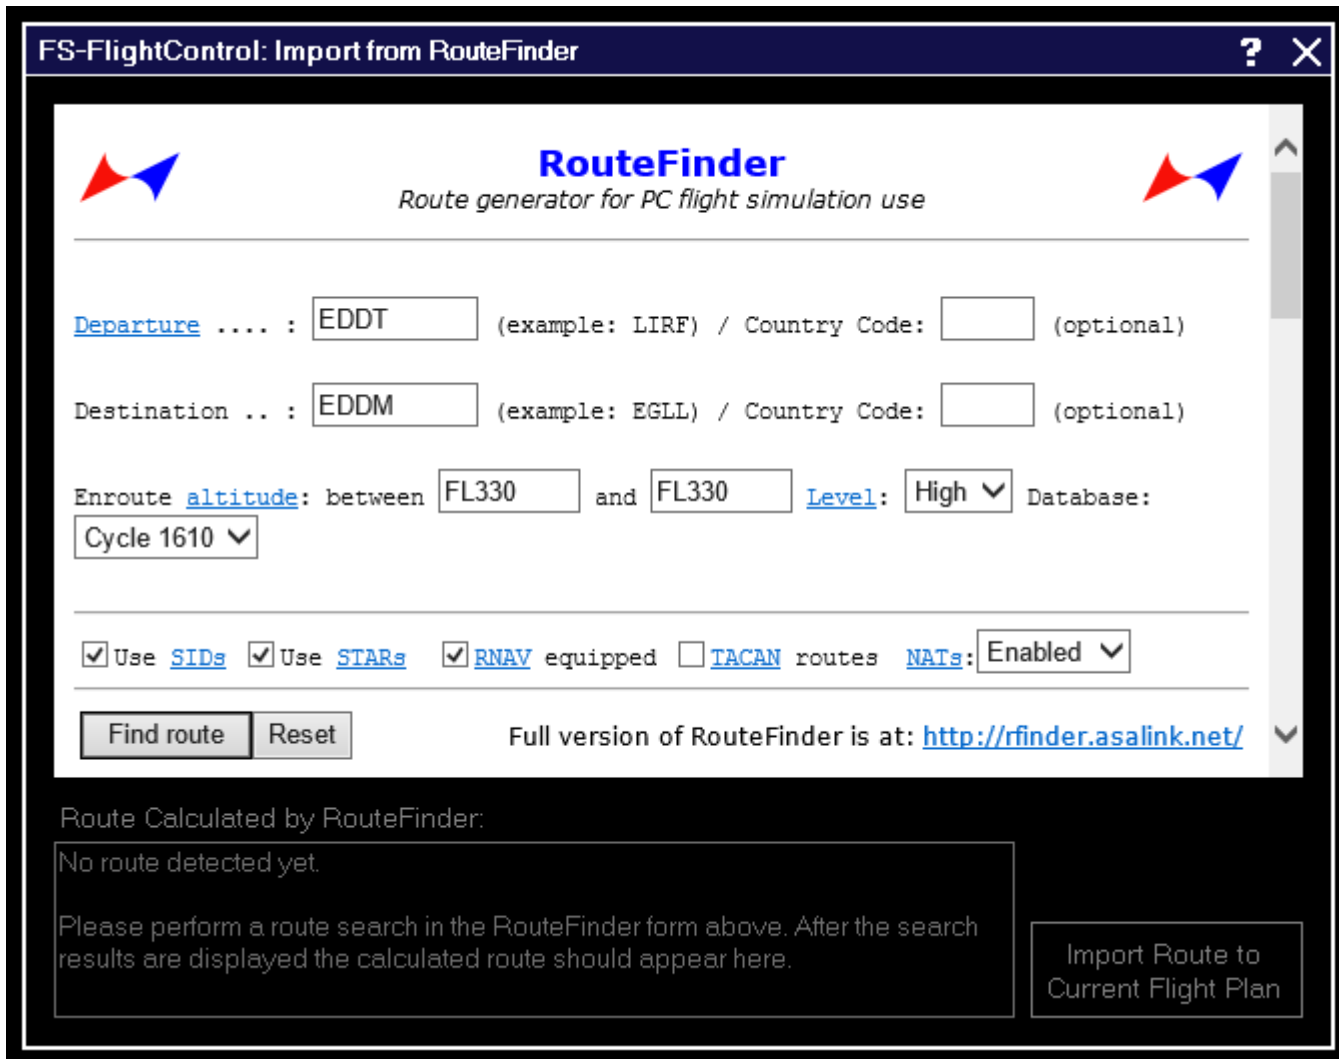 FS-FlightControl: Import from RouteFinder ?
RouteFinder
Route generator for PC flight simulation use
Departure .... : EDDT (example: LIRF) / Country Code: (optional)
Destination .. : EDDM (example: EGLL) / Country Code: (optional)
Enroute altitude: between FL330 and FL330 Level: High Database:
Cycle 1610
Use SIDs Use STARs RNAV equipped TACAN routes NATs: Enabled
Find route Reset Full version of RouteFinder is at: http://rfinder.asalink.net/
Route Calculated by RouteFinder:
No route detected yet.
Please perform a route search in the RouteFinder form above. After the search
results are displayed the calculated route should appear here.
Import Route to
Current Flight Plan